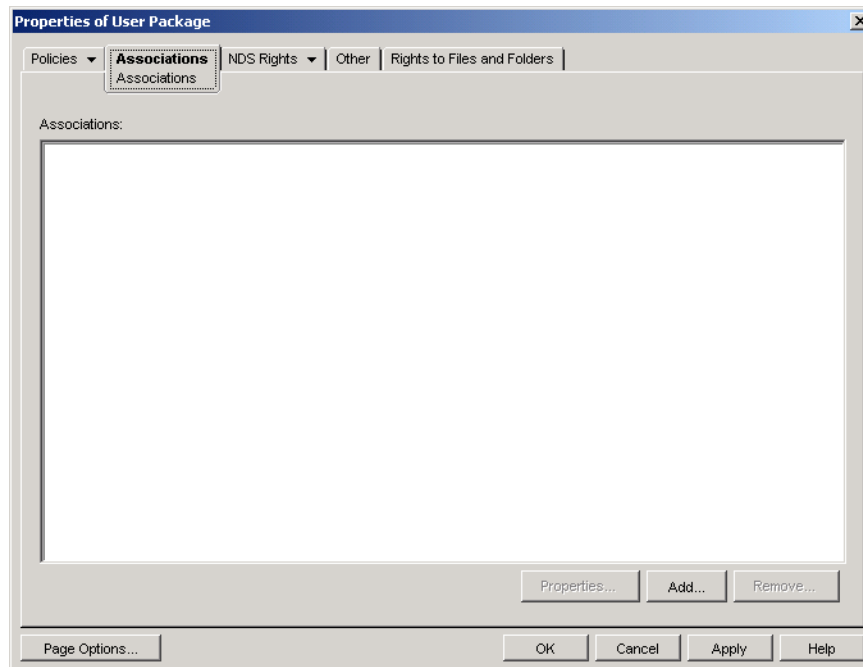 Properties of User Package
Policies Associations NDS Rights Other Rights to Files and Folders
Associations
Associations:
Properties... Add... Remove...
Page Options... OK Cancel Apply Help